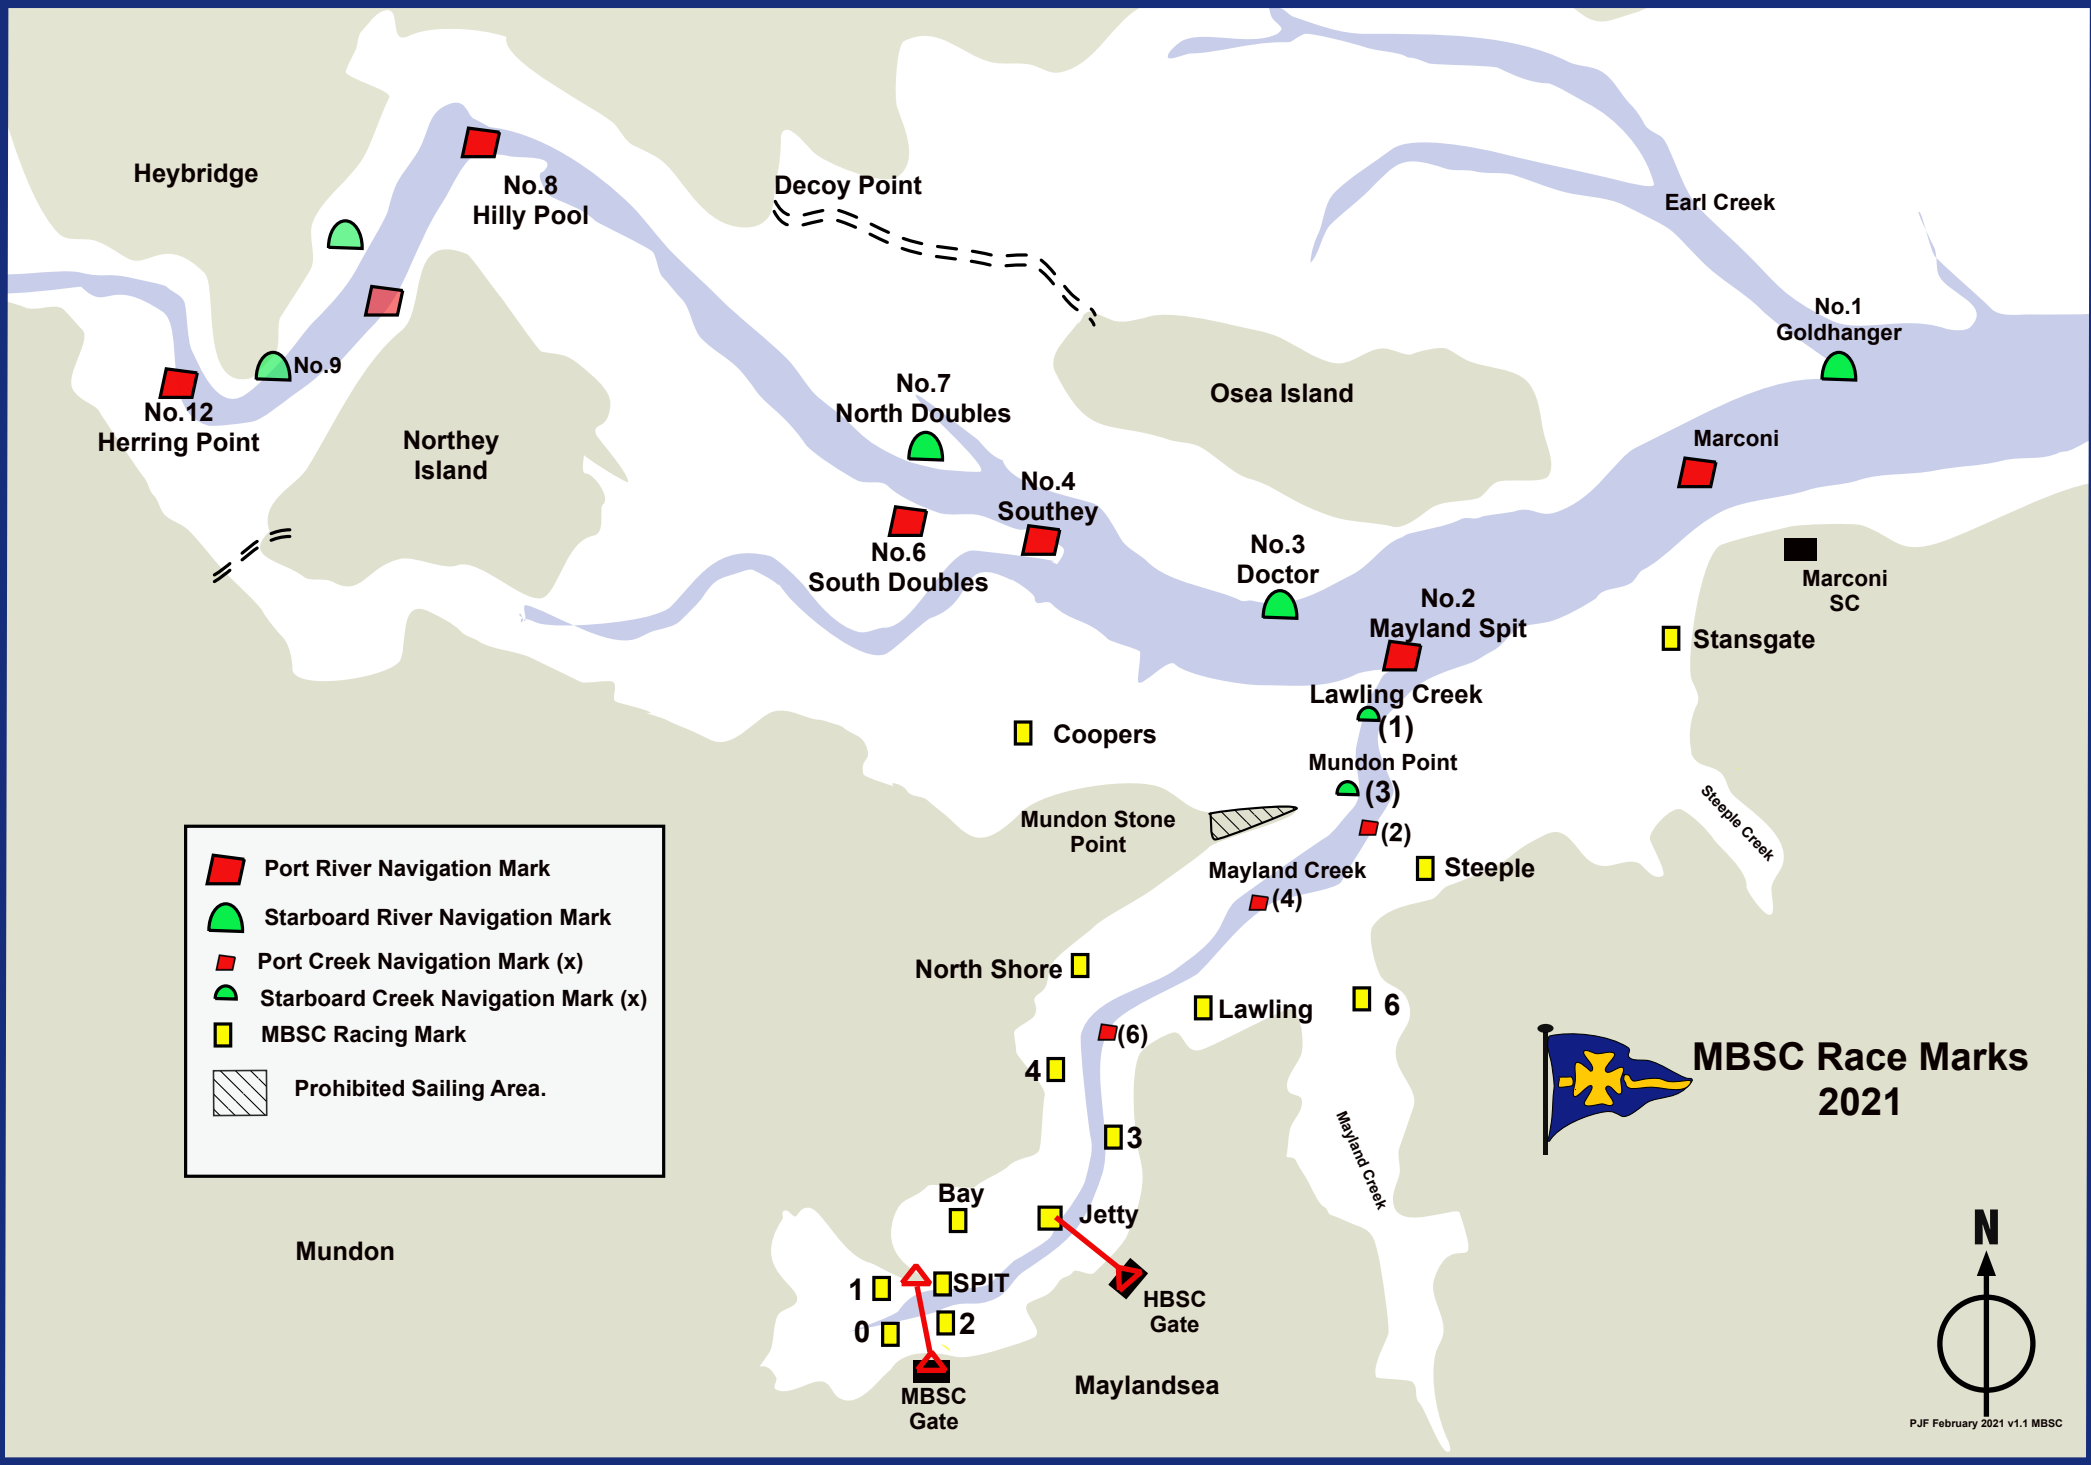 Heybridge
No.8
Hilly Pool
Decoy Point
Earl Creek
No.1
Goldhanger
No.9
No.12
Herring Point
Northey
Island
No.7
North Doubles
Osea Island
Marconi
No.4
Southey
No.6
South Doubles
No.3
Doctor
No.2
Mayland Spit
Marconi
SC
Stansgate
Lawling Creek
(1)
Coopers
Mundon Point
(3)
Steeple Creek
Mundon Stone
Point
(2)
Mayland Creek
(4)
Steeple
Port River Navigation Mark
Starboard River Navigation Mark
Port Creek Navigation Mark (x)
Starboard Creek Navigation Mark (x)
MBSC Racing Mark
Prohibited Sailing Area.
North Shore
Lawling
6
(6)
4
MBSC Race Marks
2021
3
Mayland Creek
Bay
Jetty
Mundon
1
SPIT
0
2
HBSC
Gate
MBSC
Gate
Maylandsea
N
PJF February 2021 v1.1 MBSC